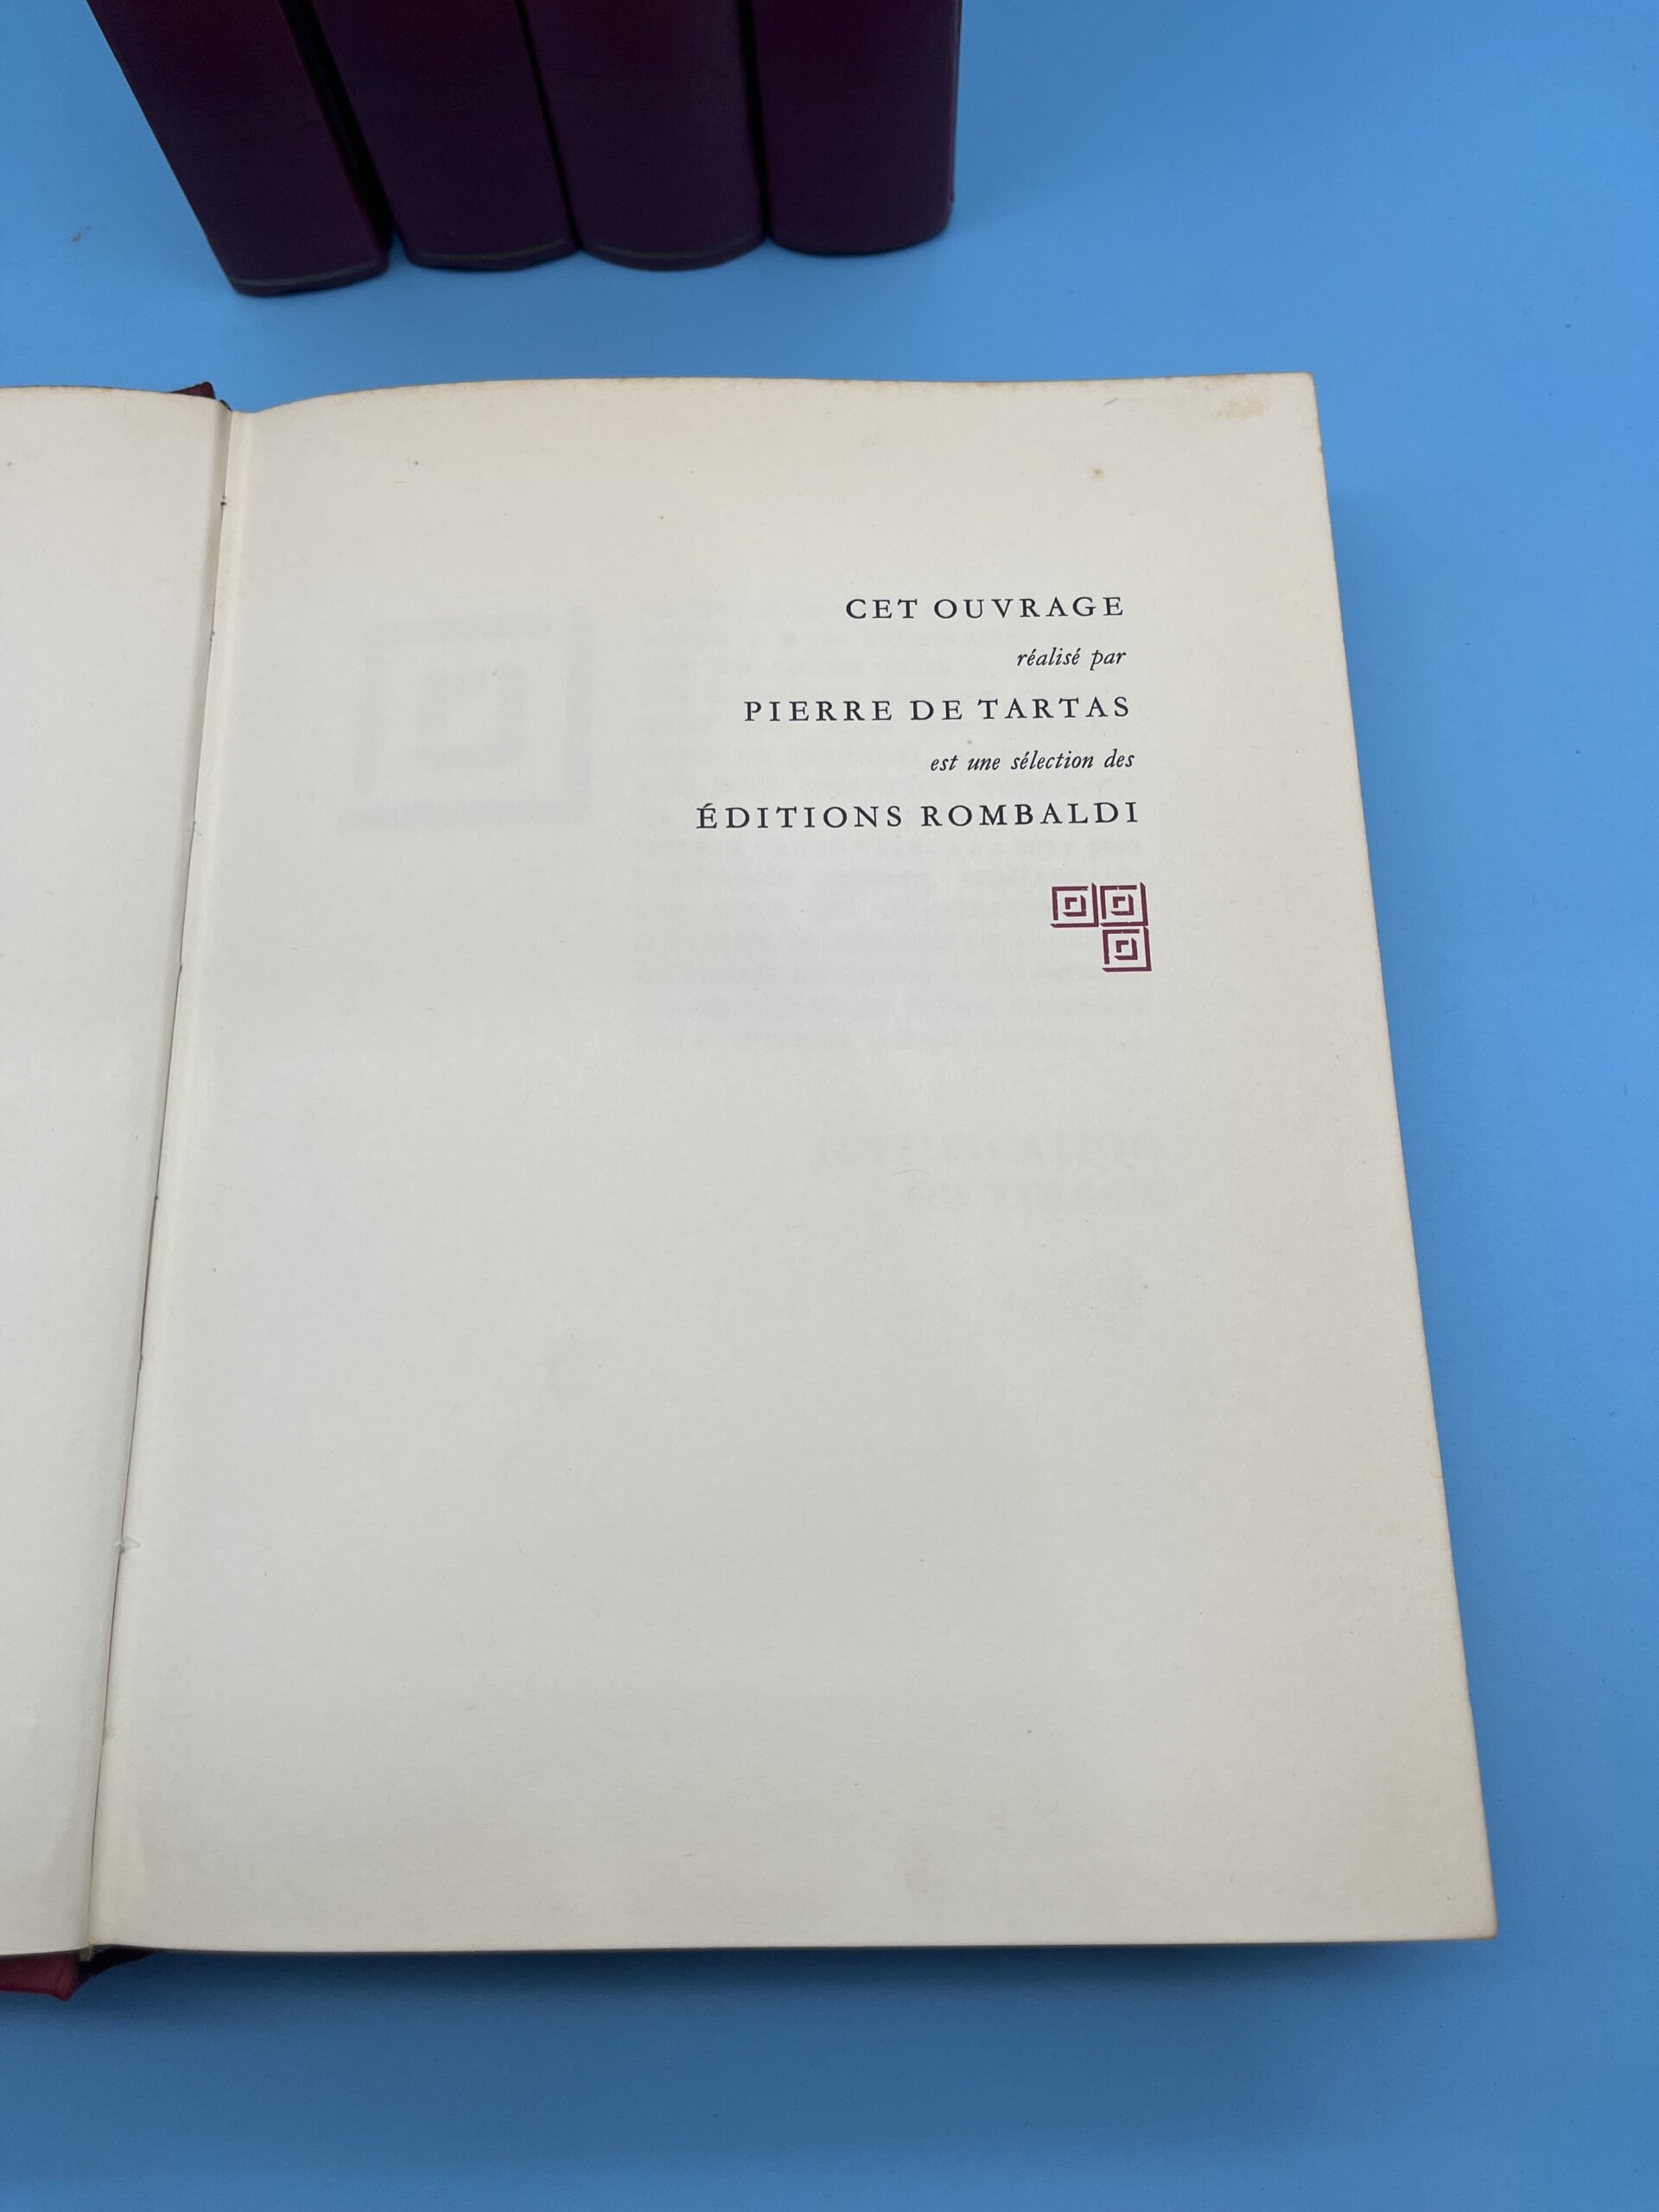 CET OUVRAGE
réalisé par
PIERRE DE TARTAS
est une sélection des
ÉDITIONS ROMBALDI